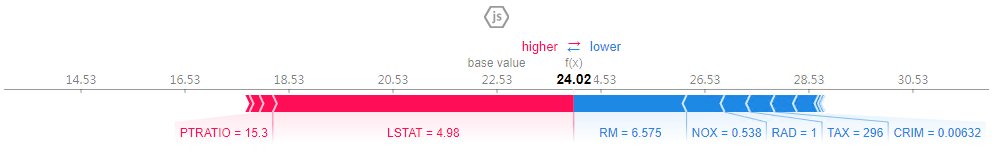 js
higher ⇄ lower
base value f(x)
14.53 16.53 18.53 20.53 22.53 24.02 4.53 26.53 28.53 30.53
PTRATIO = 15.3 LSTAT = 4.98 RM = 6.575 NOX = 0.538 RAD = 1 TAX = 296 CRIM = 0.00632